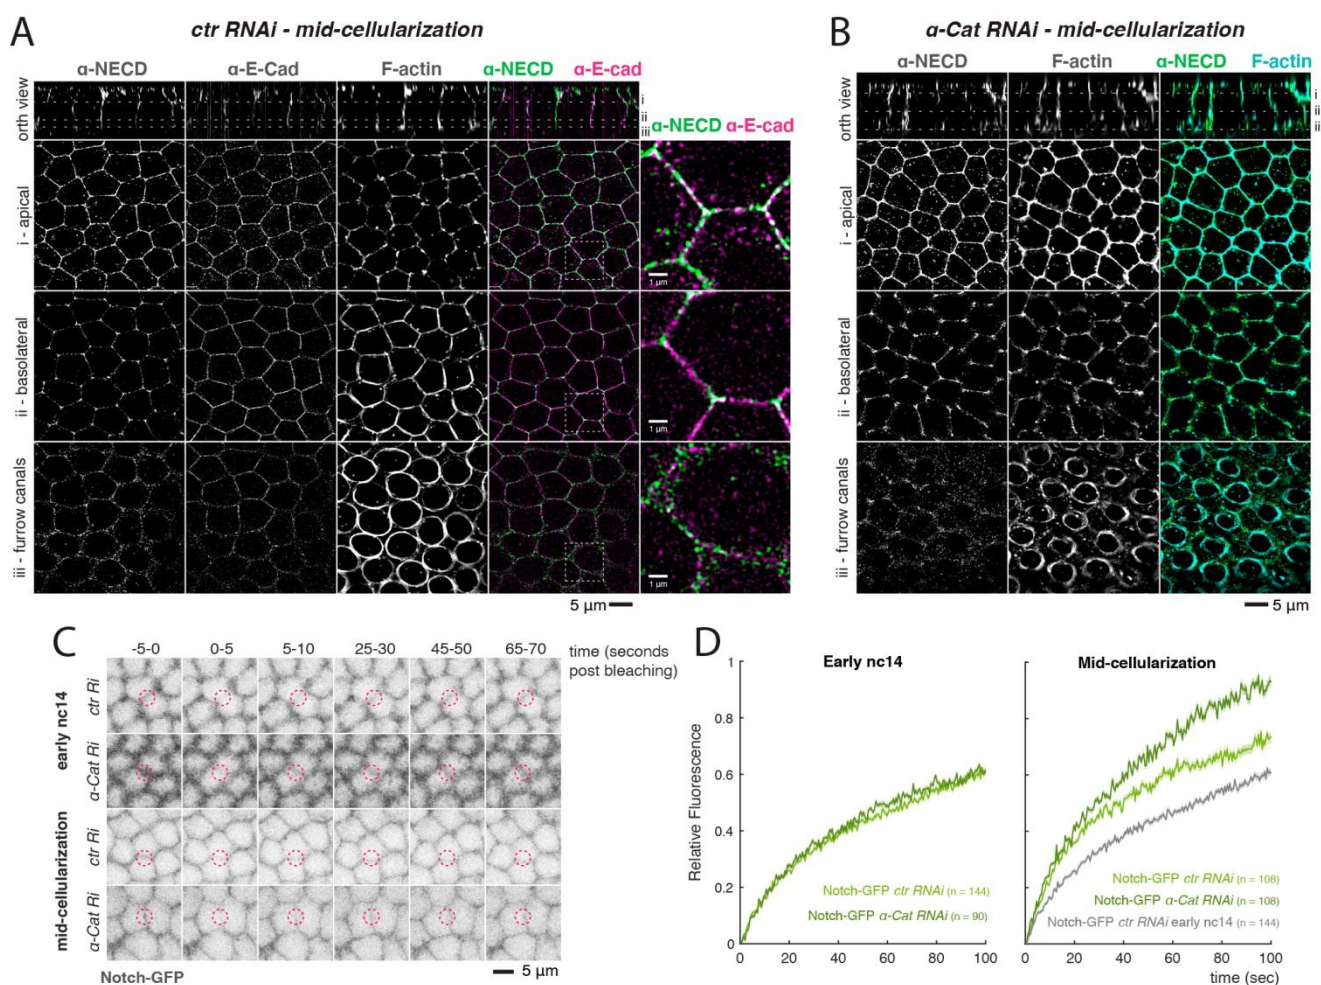 A
ctr RNAi - mid-cellularization
α-NECD
α-E-Cad
F-actin
α-NECD
α-E-cad
orth view
i
ii
iii
α-NECD α-E-cad
i - apical
1 µm
ii - basolateral
1 µm
iii - furrow canals
1 µm
5 µm
B
α-Cat RNAi - mid-cellularization
α-NECD
F-actin
α-NECD
F-actin
orth view
i
ii
ii
i - apical
ii - basolateral
iii - furrow canals
5 µm
C
-5-0
0-5
5-10
25-30
45-50
65-70
time (seconds
post bleaching)
early nc14
ctr Ri
α-Cat Ri
mid-cellularization
ctr Ri
α-Cat Ri
Notch-GFP
5 µm
D
Early nc14
Mid-cellularization
Relative Fluorescence
1
0.8
0.6
0.4
0.2
0
Notch-GFP ctr RNAi (n = 144)
Notch-GFP α-Cat RNAi (n = 90)
0 20 40 60 80 100
Notch-GFP ctr RNAi (n = 108)
Notch-GFP α-Cat RNAi (n = 108)
Notch-GFP ctr RNAi early nc14 (n = 144)
0 20 40 60 80 100
time (sec)